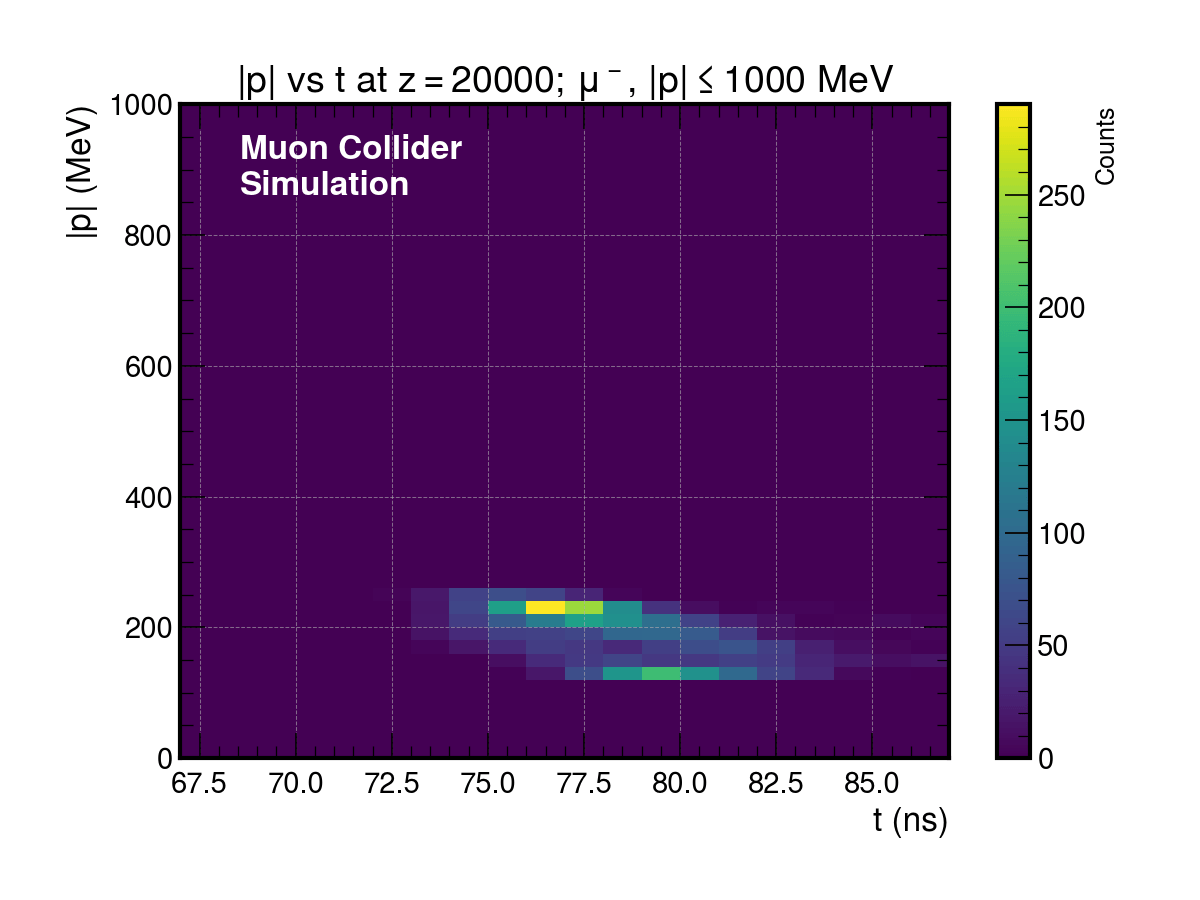 |p| vs t at z = 20000; μ⁻, |p| ≤ 1000 MeV
Muon Collider
Simulation
|p| (MeV)
1000
800
600
400
200
0
67.5 70.0 72.5 75.0 77.5 80.0 82.5 85.0
t (ns)
Counts
250
200
150
100
50
0